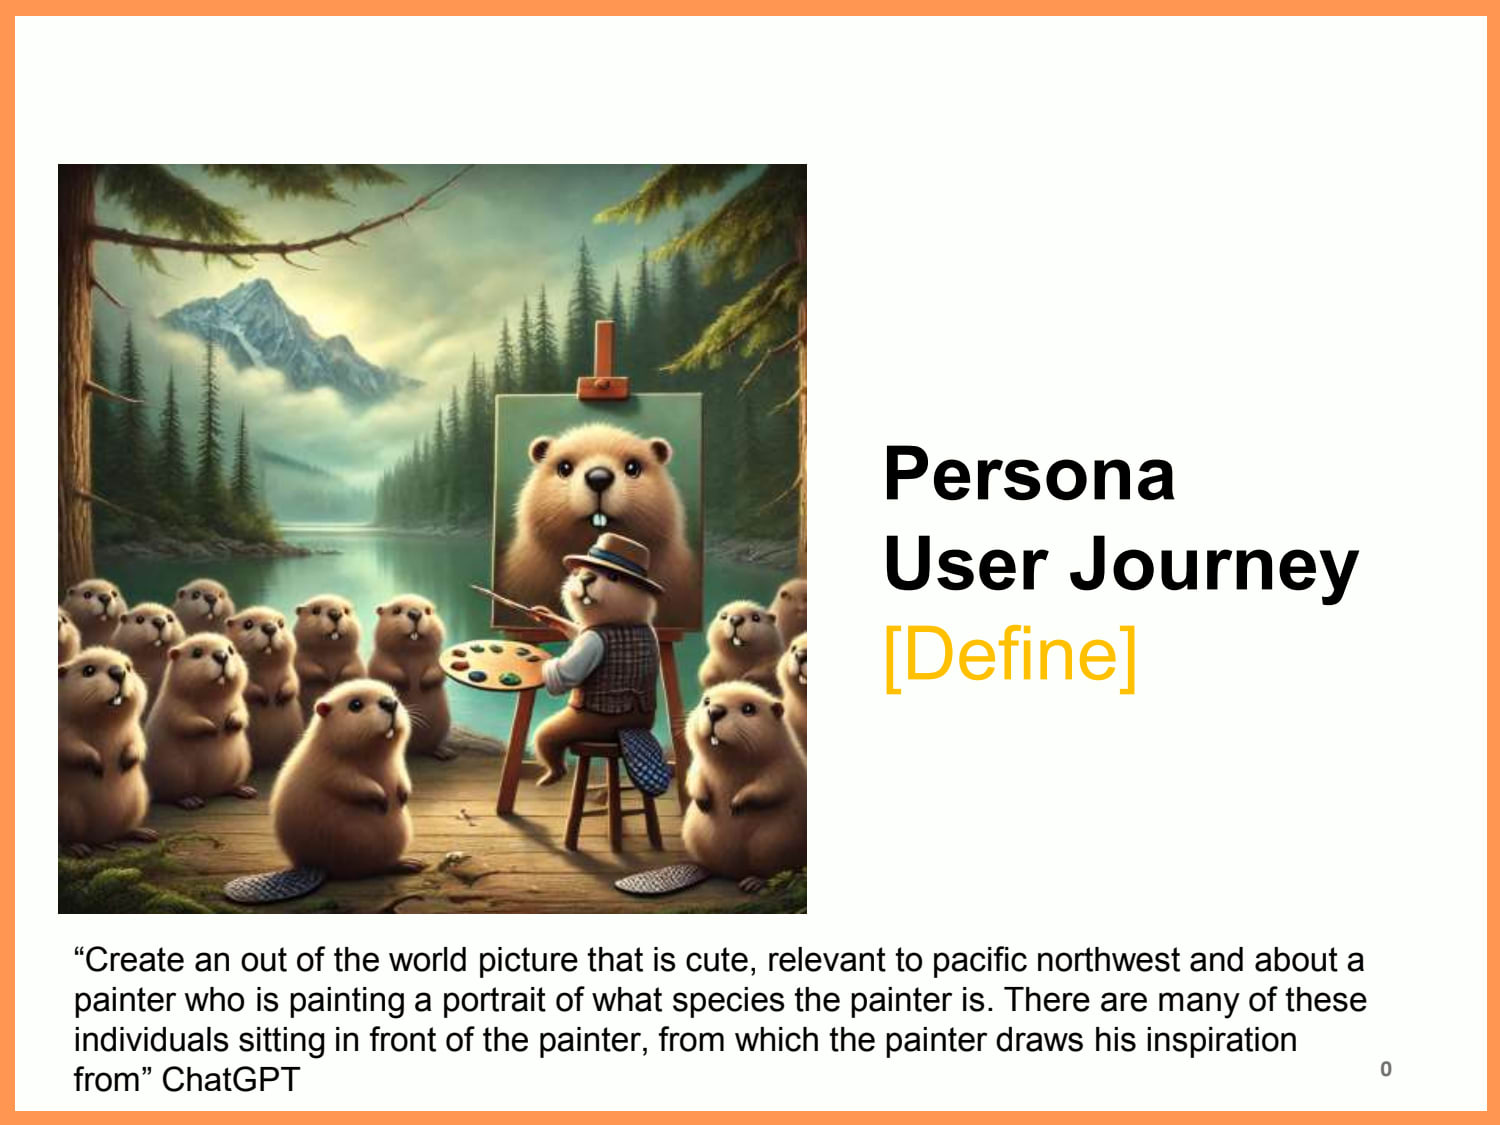 Persona
User Journey
[Define]
“Create an out of the world picture that is cute, relevant to pacific northwest and about a
painter who is painting a portrait of what species the painter is. There are many of these
individuals sitting in front of the painter, from which the painter draws his inspiration
from” ChatGPT
0